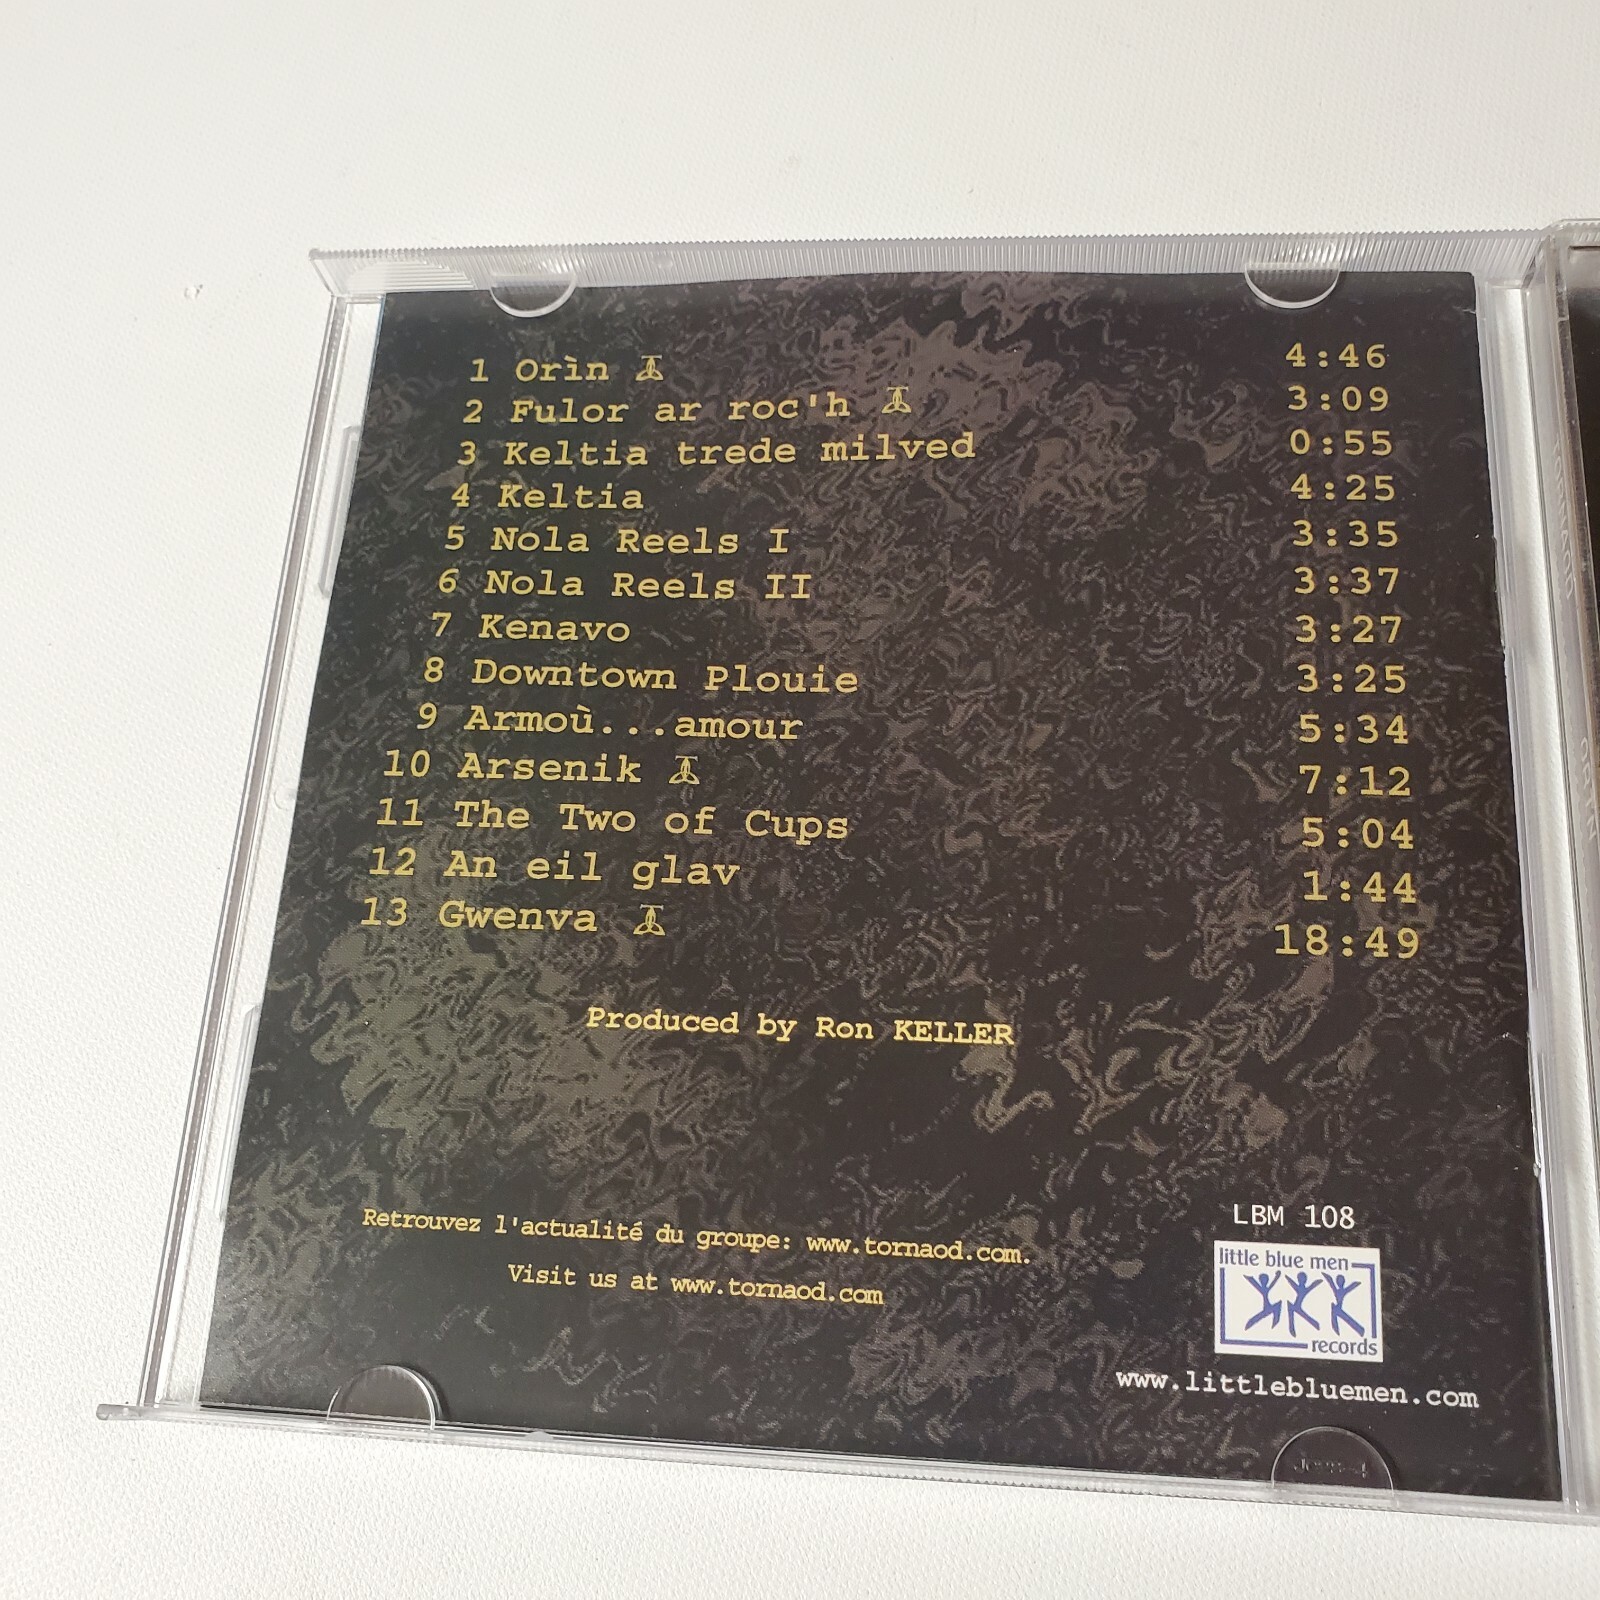 1 Orìn 4:46
2 Fulor ar roc'h 3:09
3 Keltia trede milved 0:55
4 Keltia 4:25
5 Nola Reels I 3:35
6 Nola Reels II 3:37
7 Kenavo 3:27
8 Downtown Plouie 3:25
9 Armoù...amour 5:34
10 Arsenik 7:12
11 The Two of Cups 5:04
12 An eil glav 1:44
13 Gwenva 18:49
Produced by Ron KELLER
Retrouvez l'actualité du groupe: www.tornaod.com.
Visit us at www.tornaod.com
LBM 108
little blue men
records
www.littlebluemen.com